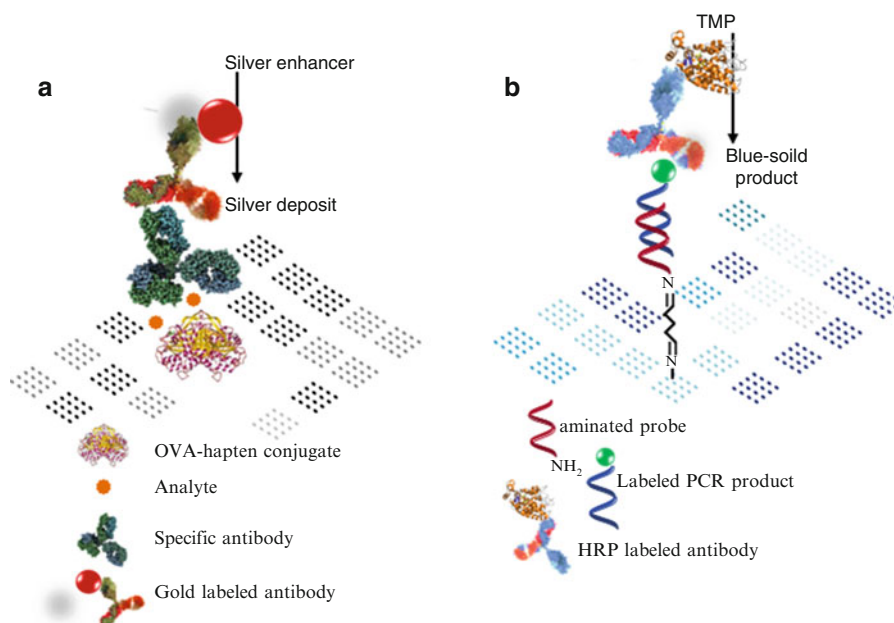 a
Silver enhancer
Silver deposit
OVA-hapten conjugate
Analyte
Specific antibody
Gold labeled antibody
b
TMP
Blue-soild
product
N
N
aminated probe
NH2
Labeled PCR product
HRP labeled antibody